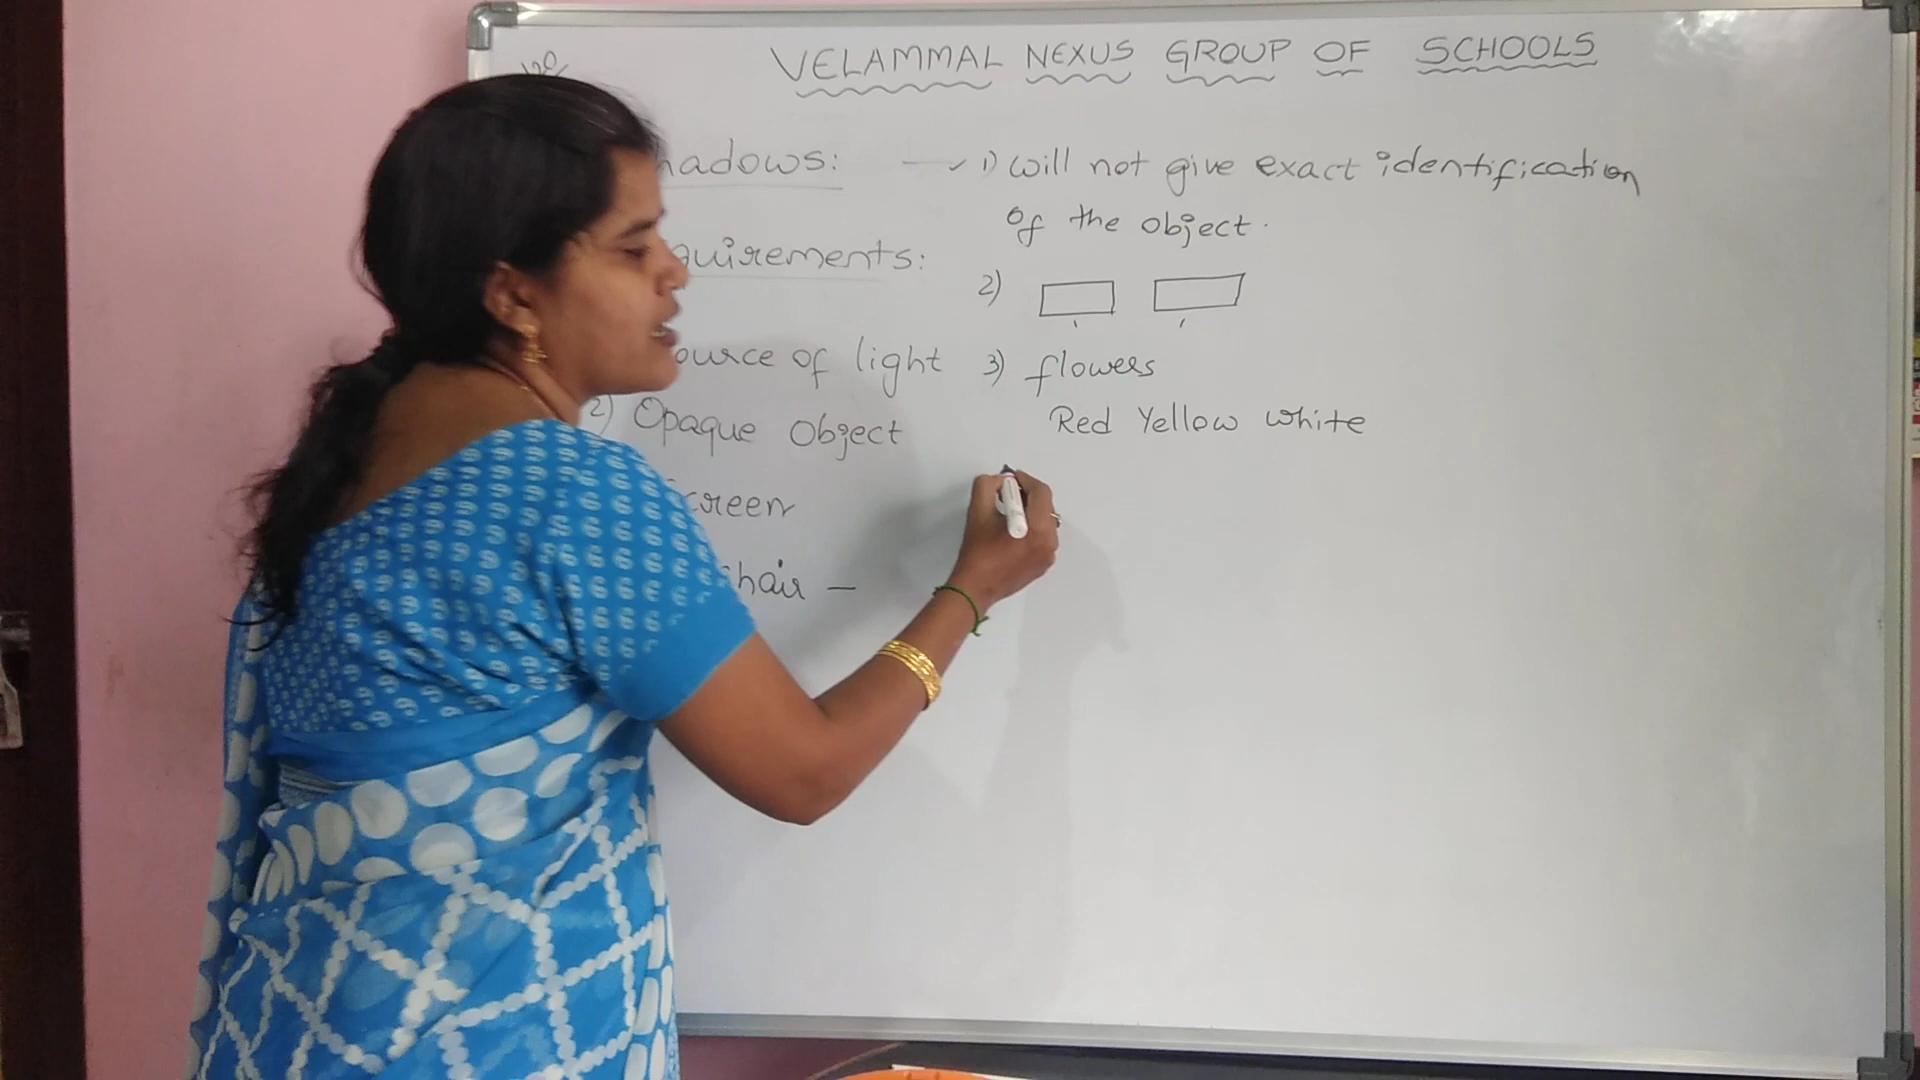 VELAMMAL NEXUS GROUP OF SCHOOLS
hadows:
quirements:
ource of light
2) Opaque Object
creen
hair –
1) will not give exact identification
of the object.
2)
3) flowers
Red Yellow white